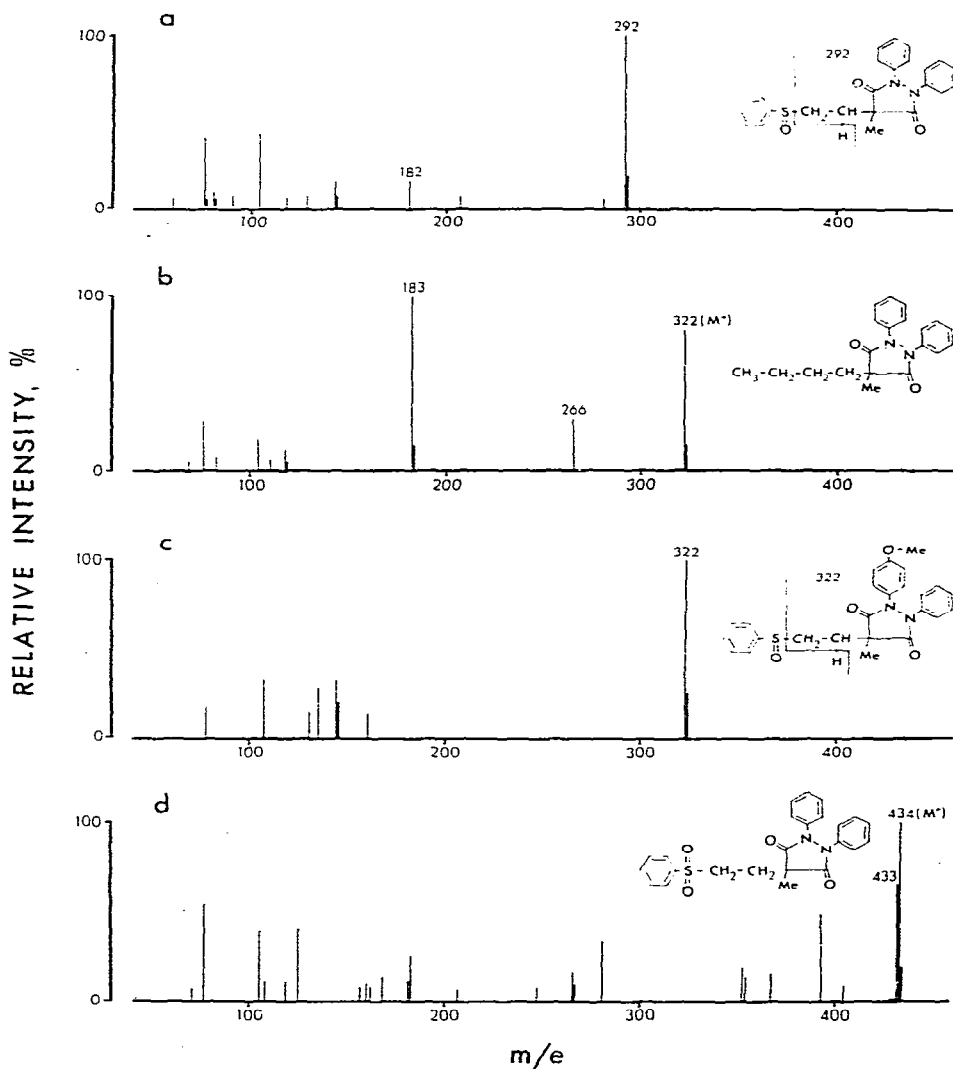 a
100
0
292
182
100
200
300
400
292
O
N
N
S-CH2-CH
O
H
Me
O
b
100
0
183
266
322(M+)
100
200
300
400
O
N
N
CH3-CH2-CH2-CH2
Me
O
c
100
0
322
100
200
300
400
O-Me
322
O
N
N
S-CH2-CH
O
H
Me
O
d
100
0
434(M+)
433
100
200
300
400
O
N
N
O
S-CH2-CH2
O
Me
O
RELATIVE INTENSITY, %
m/e